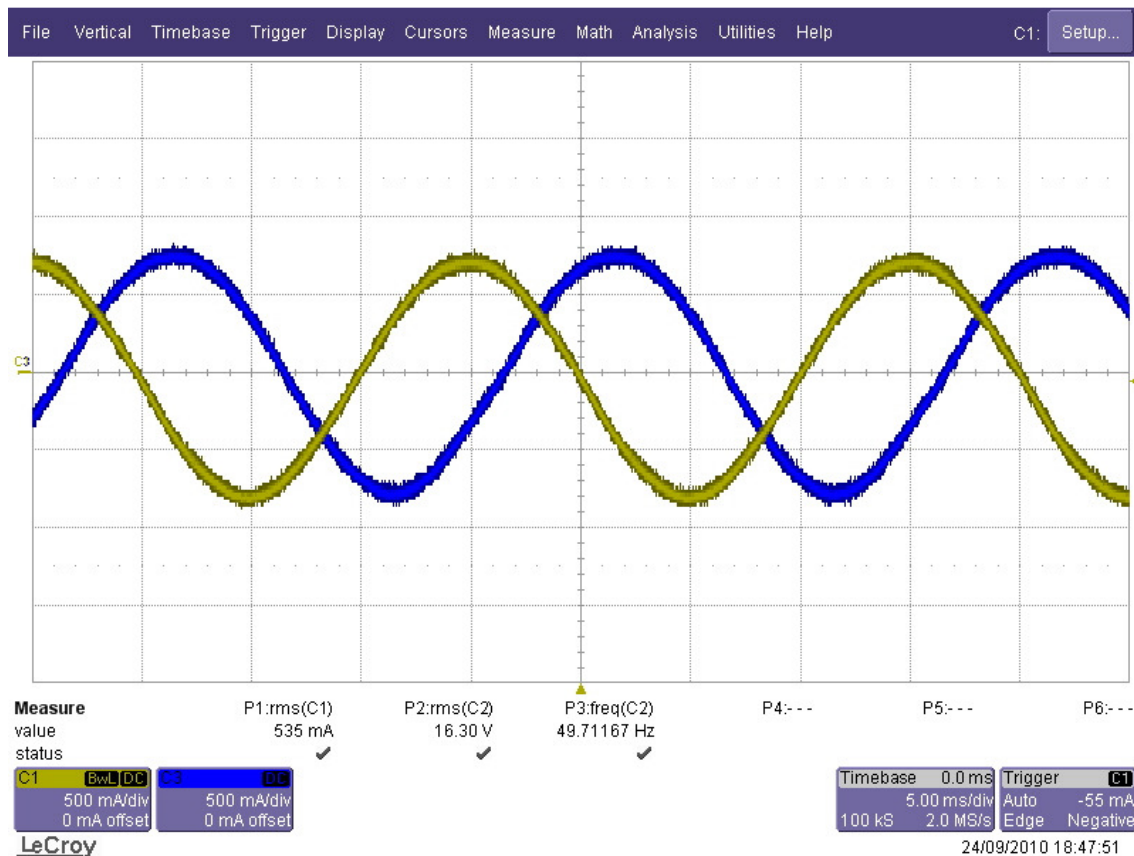 File Vertical Timebase Trigger Display Cursors Measure Math Analysis Utilities Help C1: Setup...
C3
Measure P1:rms(C1) P2:rms(C2) P3:freq(C2) P4:- - - P5:- - - P6:- - -
value 535 mA 16.30 V 49.71167 Hz
status
C1 BwL DC C3 DC Timebase 0.0 ms Trigger C1
500 mA/div 500 mA/div 5.00 ms/div Auto -55 mA
0 mA offset 0 mA offset 100 kS 2.0 MS/s Edge Negative
LeCroy 24/09/2010 18:47:51